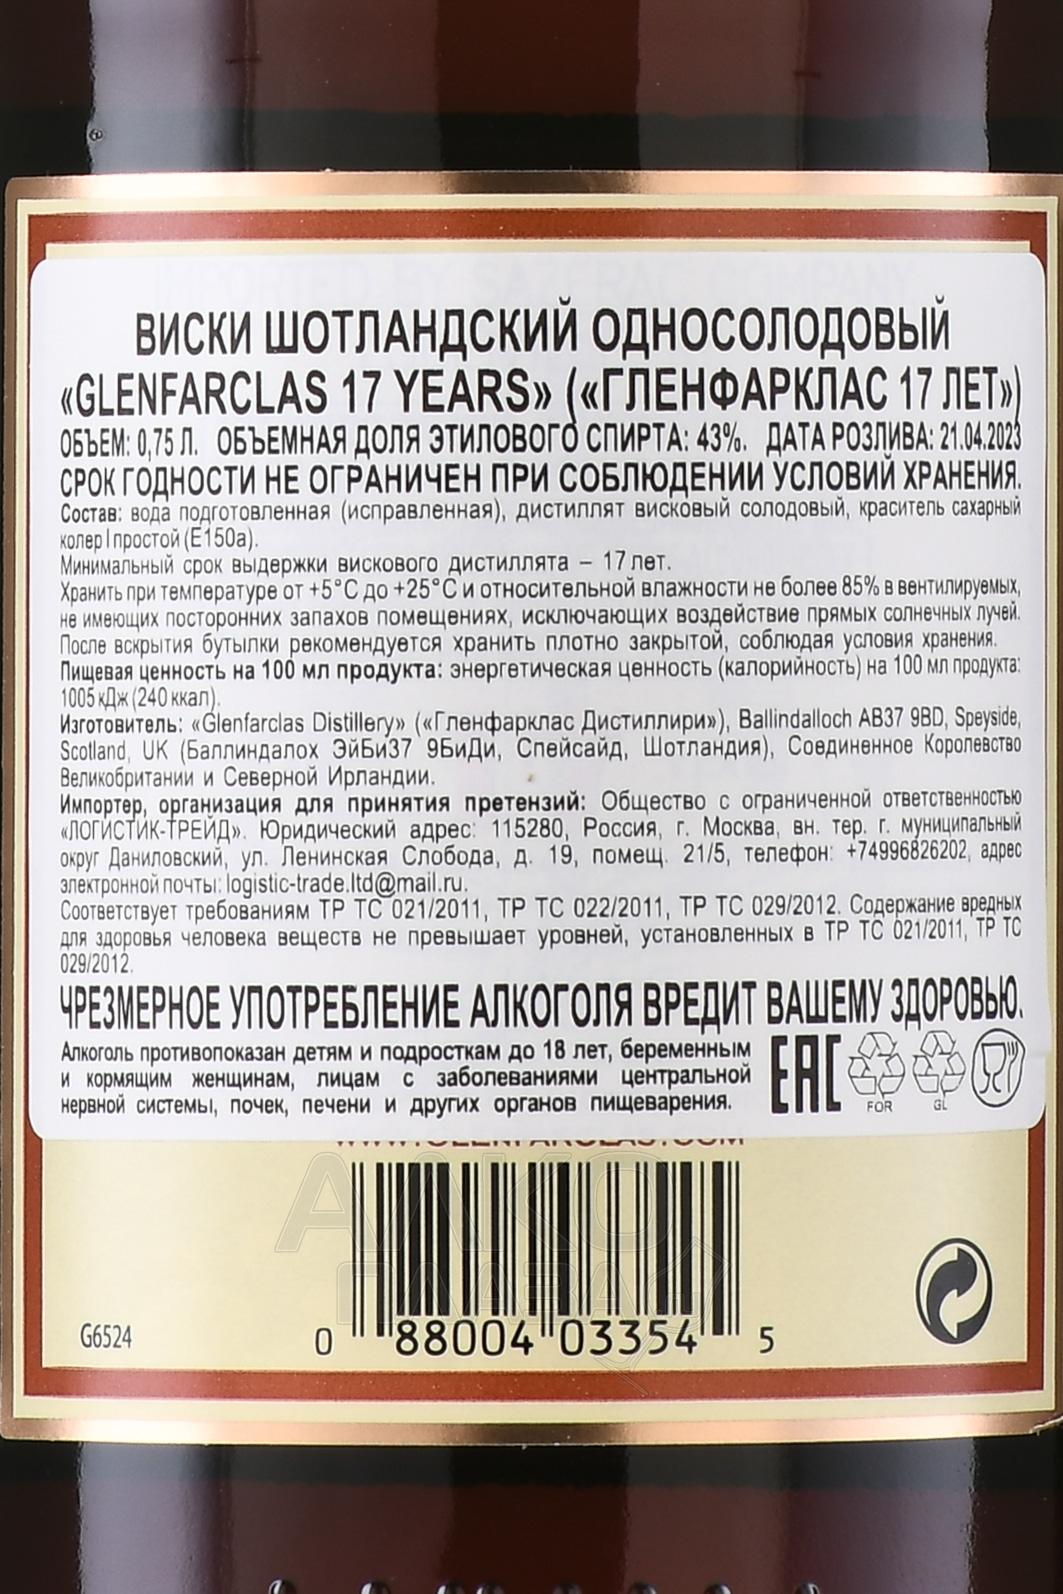 ВИСКИ ШОТЛАНДСКИЙ ОДНОСОЛОДОВЫЙ
«GLENFARCLAS 17 YEARS» («ГЛЕНФАРКЛАС 17 ЛЕТ»)
ОБЪЕМ: 0,75 Л. ОБЪЕМНАЯ ДОЛЯ ЭТИЛОВОГО СПИРТА: 43%. ДАТА РОЗЛИВА: 21.04.2023
СРОК ГОДНОСТИ НЕ ОГРАНИЧЕН ПРИ СОБЛЮДЕНИИ УСЛОВИЙ ХРАНЕНИЯ.
Состав: вода подготовленная (исправленная), дистиллят висковый солодовый, краситель сахарный
колер I простой (Е150а).
Минимальный срок выдержки вискового дистиллята – 17 лет.
Хранить при температуре от +5°С до +25°С и относительной влажности не более 85% в вентилируемых,
не имеющих посторонних запахов помещениях, исключающих воздействие прямых солнечных лучей.
После вскрытия бутылки рекомендуется хранить плотно закрытой, соблюдая условия хранения.
Пищевая ценность на 100 мл продукта: энергетическая ценность (калорийность) на 100 мл продукта:
1005 кДж (240 ккал).
Изготовитель: «Glenfarclas Distillery» («Гленфарклас Дистиллири»), Ballindalloch AB37 9BD, Speyside,
Scotland, UK (Баллиндалох ЭйБи37 9БиДи, Спейсайд, Шотландия), Соединенное Королевство
Великобритании и Северной Ирландии.
Импортер, организация для принятия претензий: Общество с ограниченной ответственностью
«ЛОГИСТИК-ТРЕЙД». Юридический адрес: 115280, Россия, г. Москва, вн. тер. г. муниципальный
округ Даниловский, ул. Ленинская Слобода, д. 19, помещ. 21/5, телефон: +74996826202, адрес
электронной почты: logistic-trade.ltd@mail.ru.
Соответствует требованиям ТР ТС 021/2011, ТР ТС 022/2011, ТР ТС 029/2012. Содержание вредных
для здоровья человека веществ не превышает уровней, установленных в ТР ТС 021/2011, ТР ТС
029/2012.
ЧРЕЗМЕРНОЕ УПОТРЕБЛЕНИЕ АЛКОГОЛЯ ВРЕДИТ ВАШЕМУ ЗДОРОВЬЮ.
Алкоголь противопоказан детям и подросткам до 18 лет, беременным
и кормящим женщинам, лицам с заболеваниями центральной
нервной системы, почек, печени и других органов пищеварения.
EAC
FOR GL
WWW.GLENFARCLAS.COM
АЛКО
ПЛАЗА
G6524
0 88004 03354 5